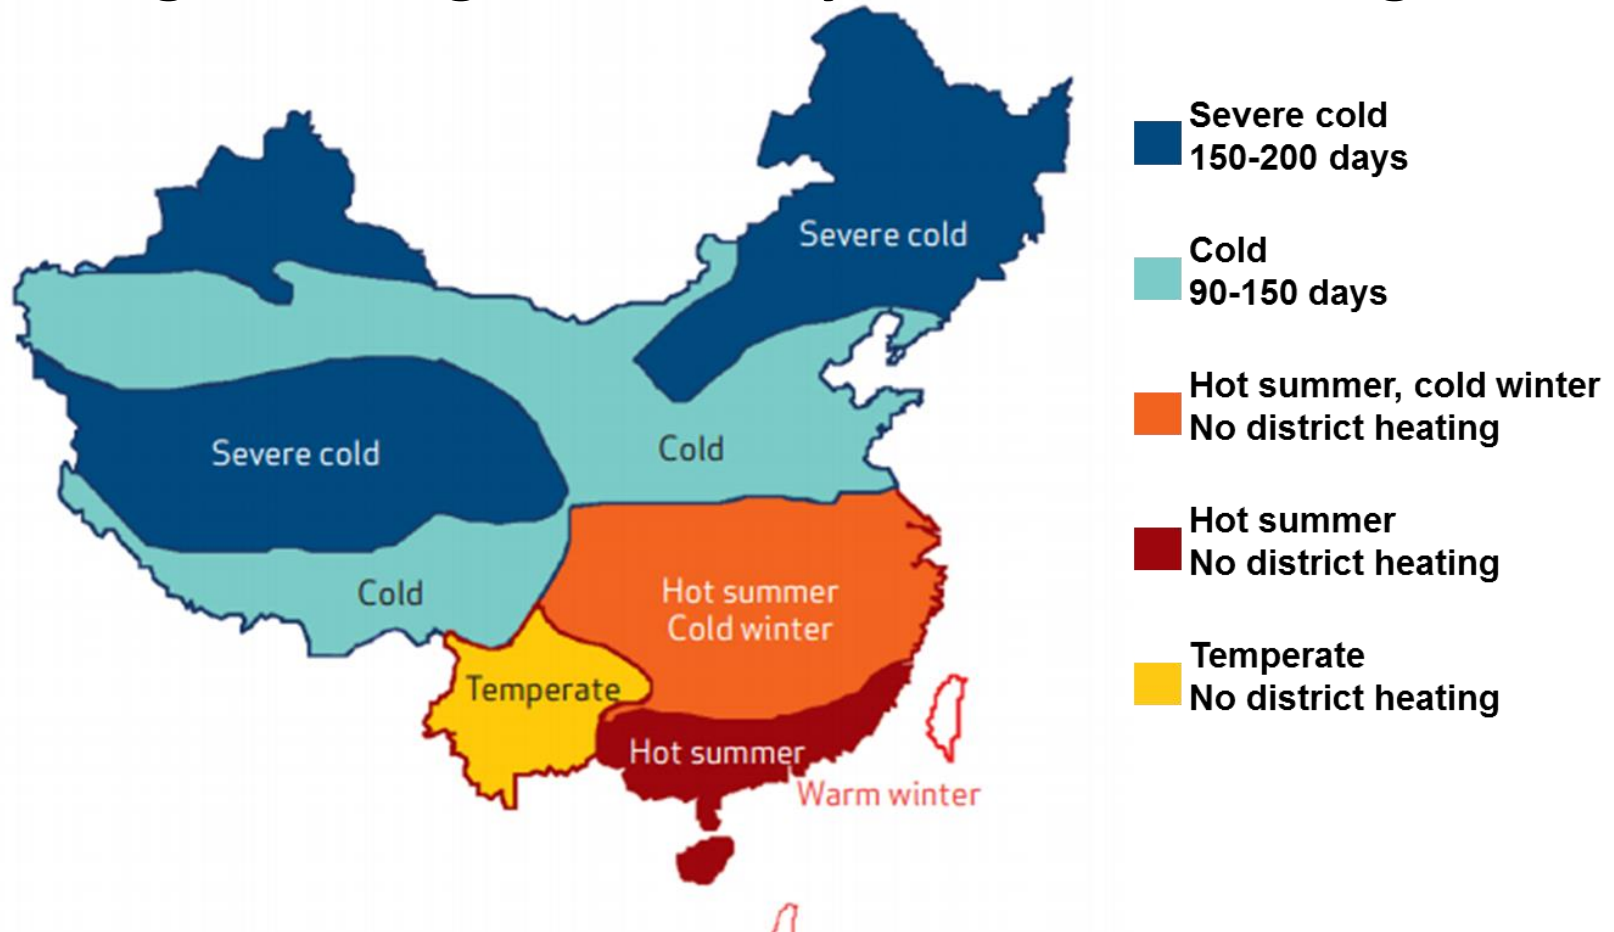 Severe cold
Severe cold
Cold
Cold
Hot summer
Cold winter
Temperate
Hot summer
Warm winter
Severe cold
150-200 days
Cold
90-150 days
Hot summer, cold winter
No district heating
Hot summer
No district heating
Temperate
No district heating